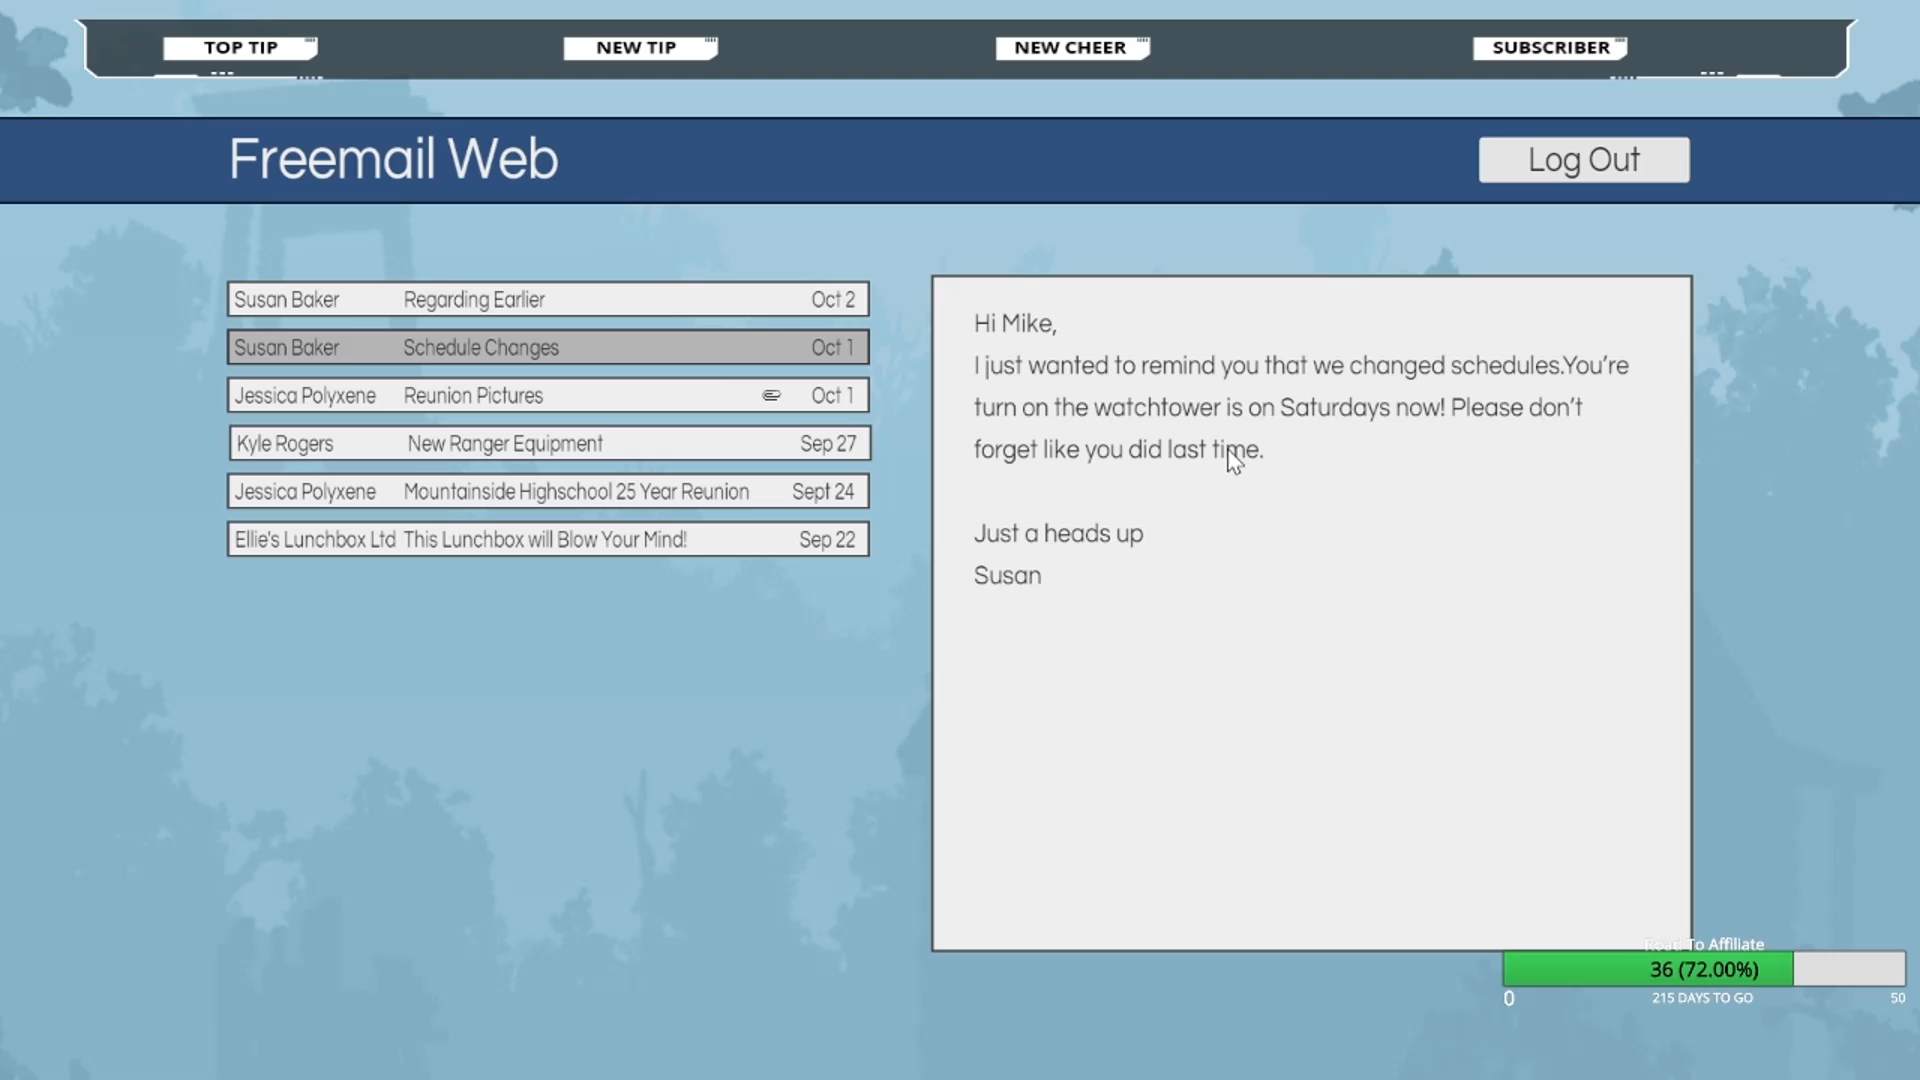 TOP TIP
NEW TIP
NEW CHEER
SUBSCRIBER
Freemail Web
Log Out
Susan Baker Regarding Earlier Oct 2
Susan Baker Schedule Changes Oct 1
Jessica Polyxene Reunion Pictures Oct 1
Kyle Rogers New Ranger Equipment Sep 27
Jessica Polyxene Mountainside Highschool 25 Year Reunion Sept 24
Ellie's Lunchbox Ltd This Lunchbox will Blow Your Mind! Sep 22
Hi Mike,
I just wanted to remind you that we changed schedules.You're
turn on the watchtower is on Saturdays now! Please don't
forget like you did last time.
Just a heads up
Susan
Road To Affiliate
36 (72.00%)
0 215 DAYS TO GO 50